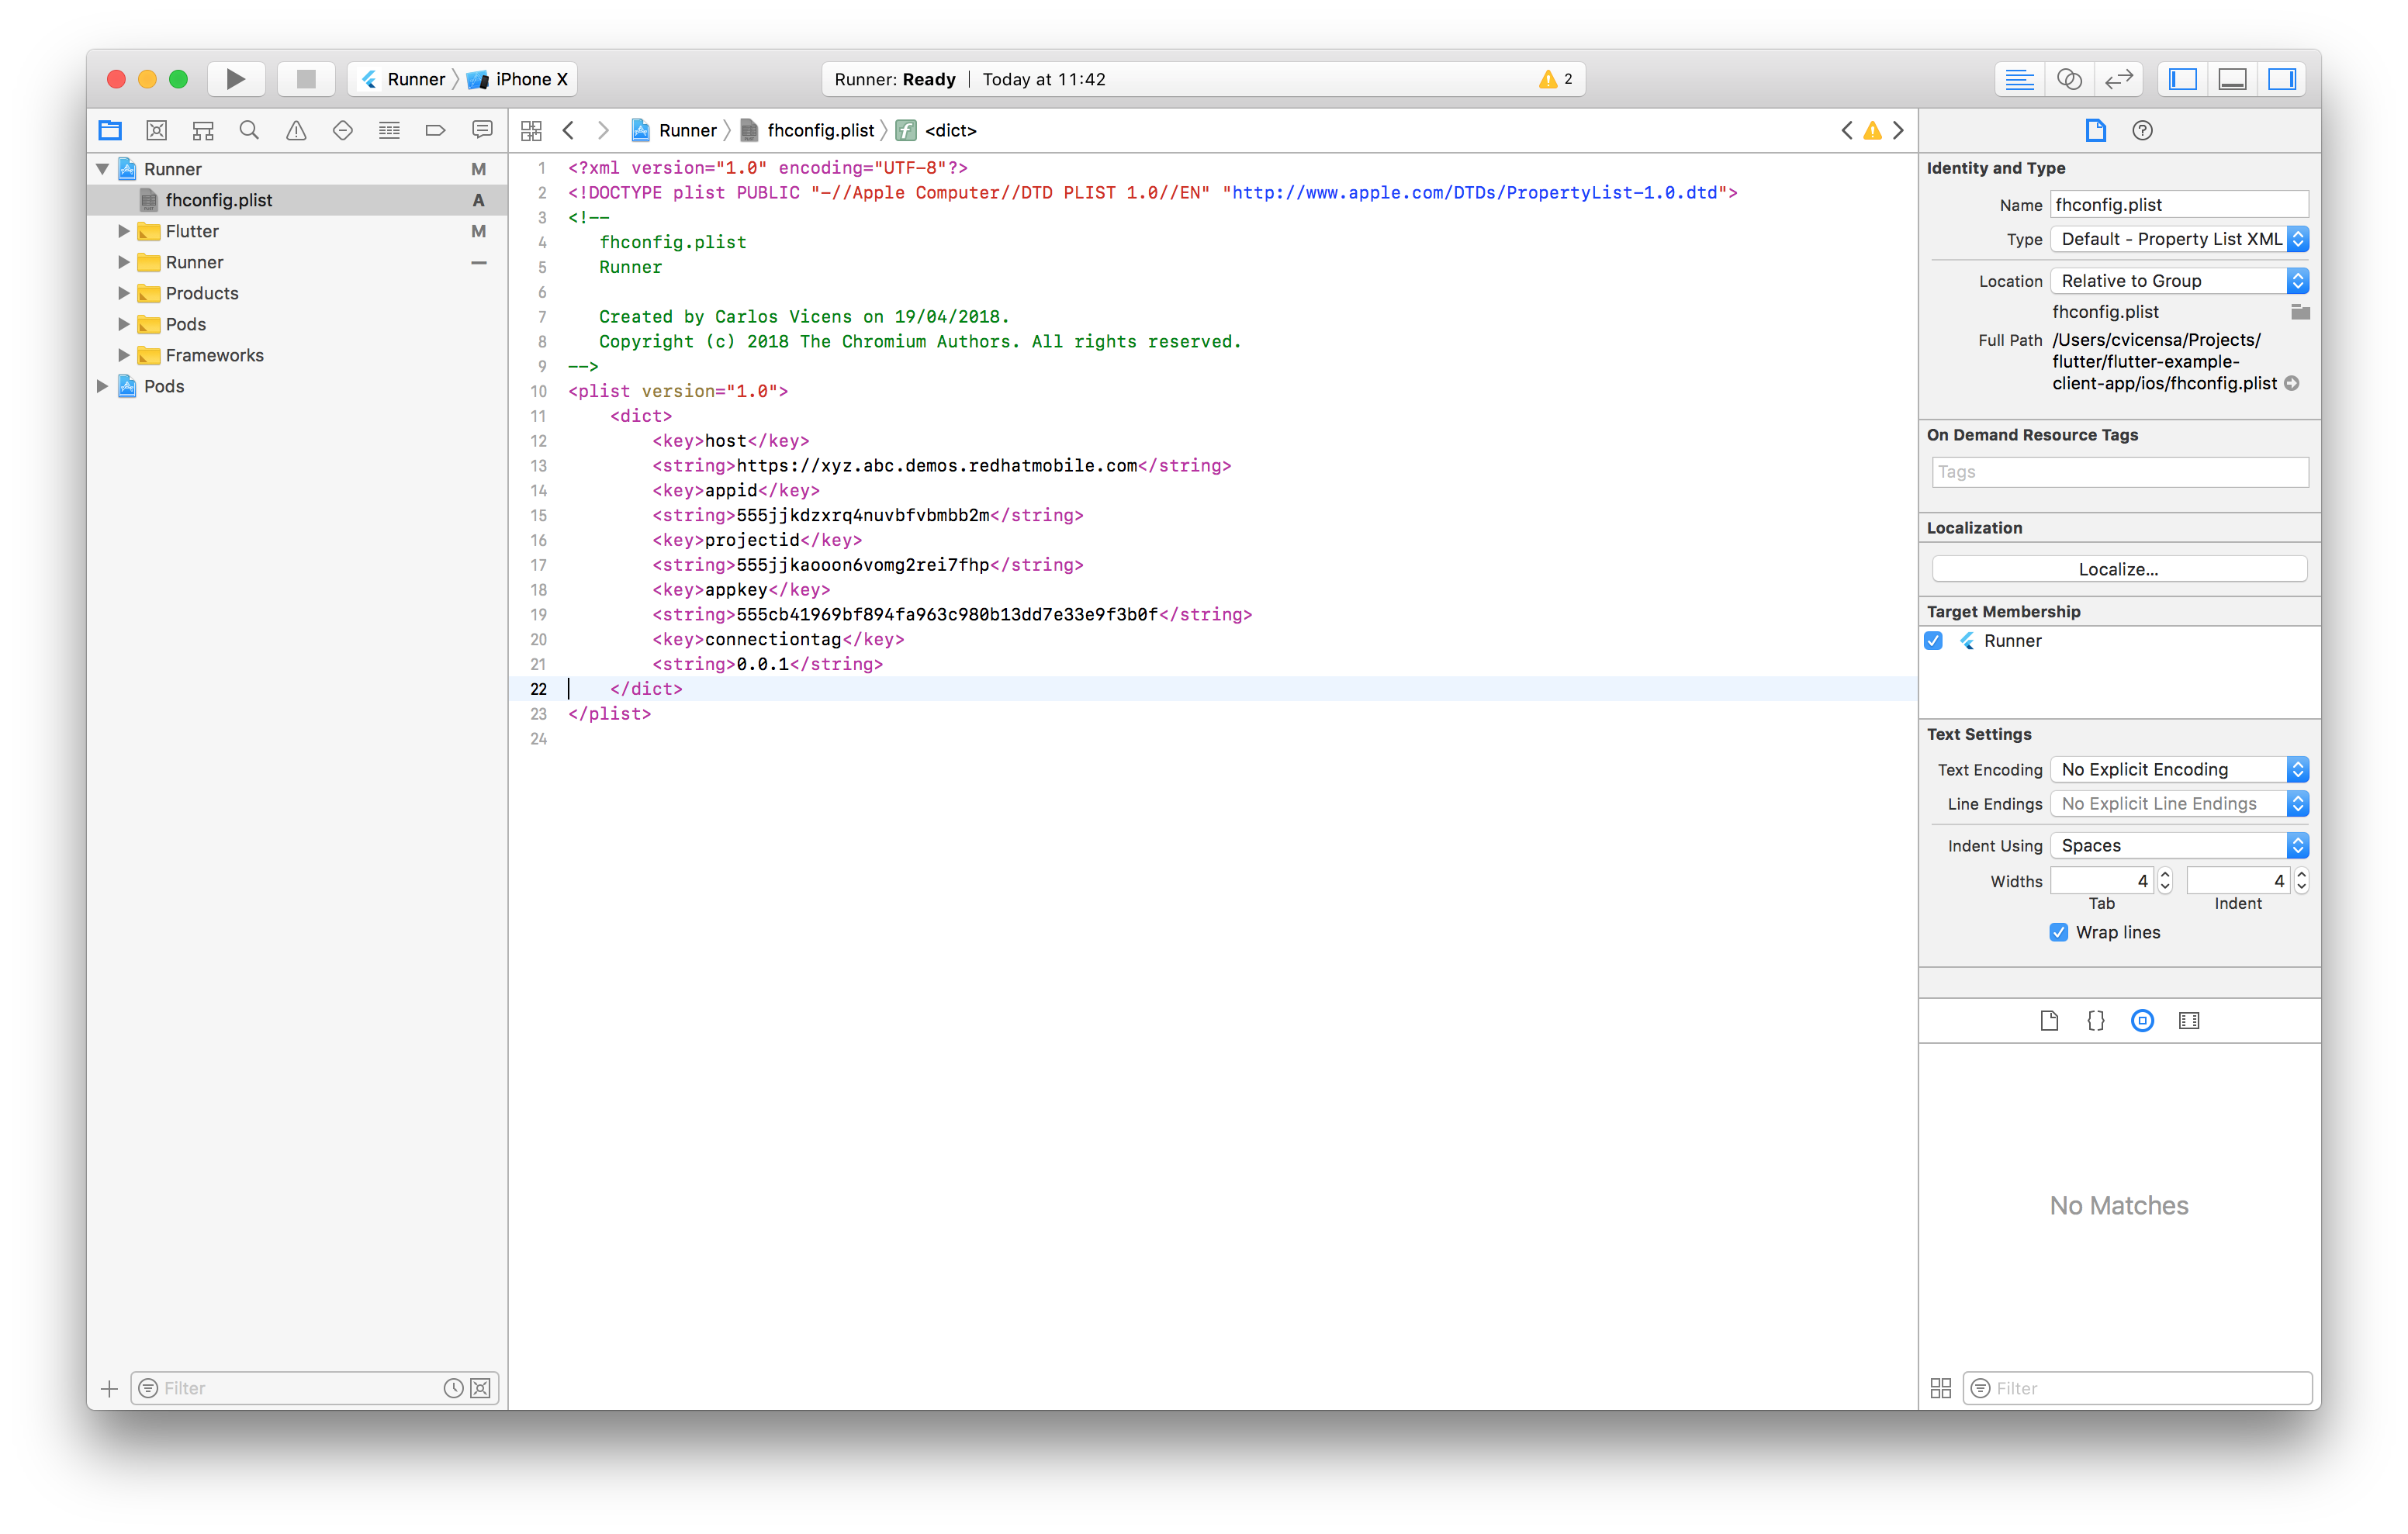 Runner 〉 iPhone X
Runner: Ready | Today at 11:42
2
Runner M
fhconfig.plist A
Flutter M
Runner
Products
Pods
Frameworks
Pods
Filter
Runner 〉 fhconfig.plist 〉 f <dict>
1 <?xml version="1.0" encoding="UTF-8"?>
2 <!DOCTYPE plist PUBLIC "-//Apple Computer//DTD PLIST 1.0//EN" "http://www.apple.com/DTDs/PropertyList-1.0.dtd">
3 <!--
4 fhconfig.plist
5 Runner
6
7 Created by Carlos Vicens on 19/04/2018.
8 Copyright (c) 2018 The Chromium Authors. All rights reserved.
9 -->
10 <plist version="1.0">
11 <dict>
12 <key>host</key>
13 <string>https://xyz.abc.demos.redhatmobile.com</string>
14 <key>appid</key>
15 <string>555jjkdzxrq4nuvbfvbmbb2m</string>
16 <key>projectid</key>
17 <string>555jjkaooon6vomg2rei7fhp</string>
18 <key>appkey</key>
19 <string>555cb41969bf894fa963c980b13dd7e33e9f3b0f</string>
20 <key>connectiontag</key>
21 <string>0.0.1</string>
22 </dict>
23 </plist>
24
Identity and Type
Name fhconfig.plist
Type Default - Property List XML
Location Relative to Group
fhconfig.plist
Full Path /Users/cvicensa/Projects/
flutter/flutter-example-
client-app/ios/fhconfig.plist
On Demand Resource Tags
Tags
Localization
Localize...
Target Membership
Runner
Text Settings
Text Encoding No Explicit Encoding
Line Endings No Explicit Line Endings
Indent Using Spaces
Widths 4 4
Tab Indent
Wrap lines
No Matches
Filter